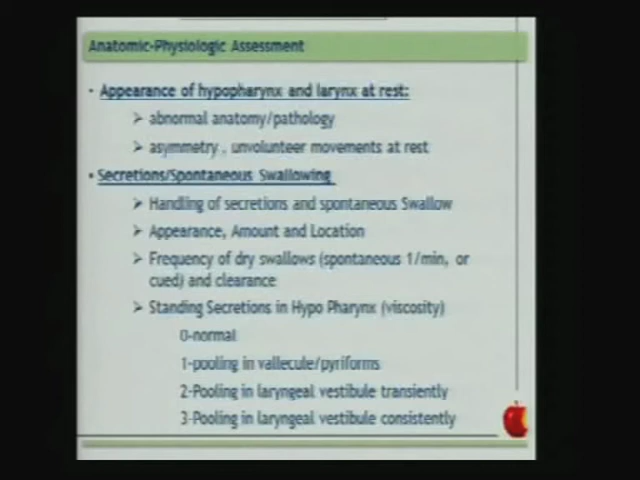 Anatomic-Physiologic Assessment
• Appearance of hypopharynx and larynx at rest:
➢ abnormal anatomy/pathology
➢ asymmetry , unvolunteer movements at rest
• Secretions/Spontaneous Swallowing
➢ Handling of secretions and spontaneous Swallow
➢ Appearance, Amount and Location
➢ Frequency of dry swallows (spontaneous 1/min, or
cued) and clearance
➢ Standing Secretions in Hypo Pharynx (viscosity)
0-normal
1-pooling in vallecule/pyriforms
2-Pooling in laryngeal vestibule transiently
3-Pooling in laryngeal vestibule consistently